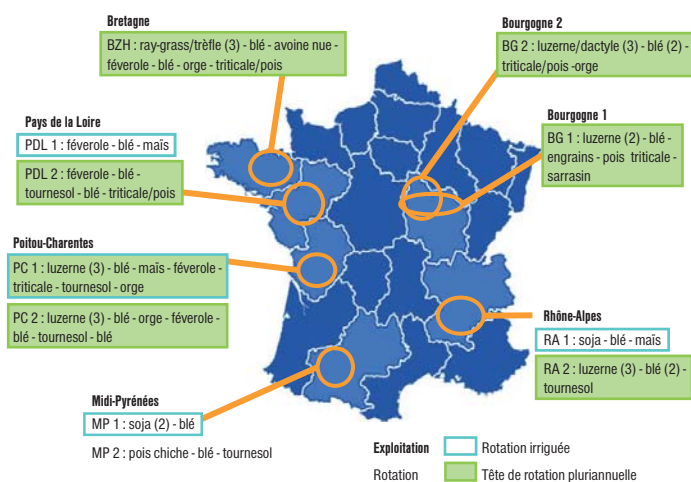 Bretagne
BZH : ray-grass/trèfle (3) - blé - avoine nue -
féverole - blé - orge - triticale/pois
Bourgogne 2
BG 2 : luzerne/dactyle (3) - blé (2) -
triticale/pois -orge
Bourgogne 1
BG 1 : luzerne (2) - blé -
engrains - pois triticale -
sarrasin
Pays de la Loire
PDL 1 : féverole - blé - maïs
PDL 2 : féverole - blé -
tournesol - blé - triticale/pois
Poitou-Charentes
PC 1 : luzerne (3) - blé - maïs - féverole -
triticale - tournesol - orge
PC 2 : luzerne (3) - blé - orge - féverole -
blé - tournesol - blé
Rhône-Alpes
RA 1 : soja - blé - maïs
RA 2 : luzerne (3) - blé (2) -
tournesol
Midi-Pyrénées
MP 1 : soja (2) - blé
MP 2 : pois chiche - blé - tournesol
Exploitation Rotation irriguée
Rotation Tête de rotation pluriannuelle